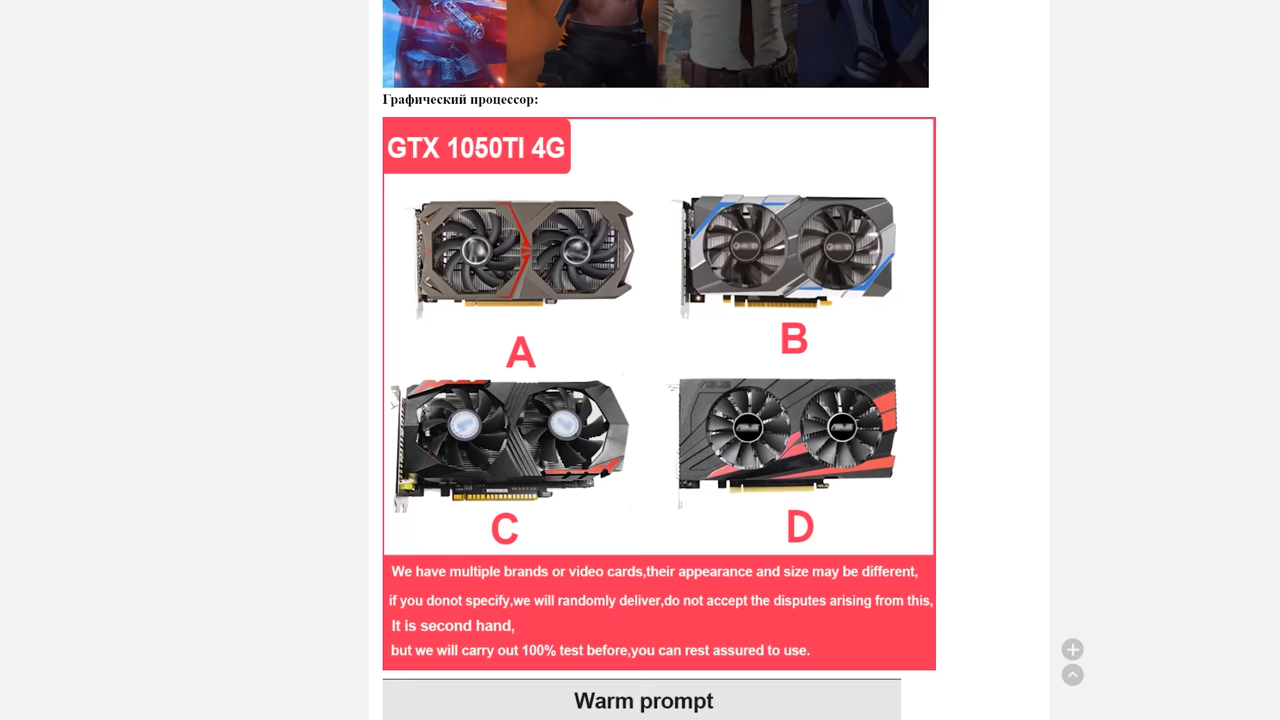 Графический процессор:
GTX 1050TI 4G
A
B
C
D
ASUS ASUS
We have multiple brands or video cards,their appearance and size may be different,
if you donot specify,we will randomly deliver,do not accept the disputes arising from this,
It is second hand,
but we will carry out 100% test before,you can rest assured to use.
Warm prompt